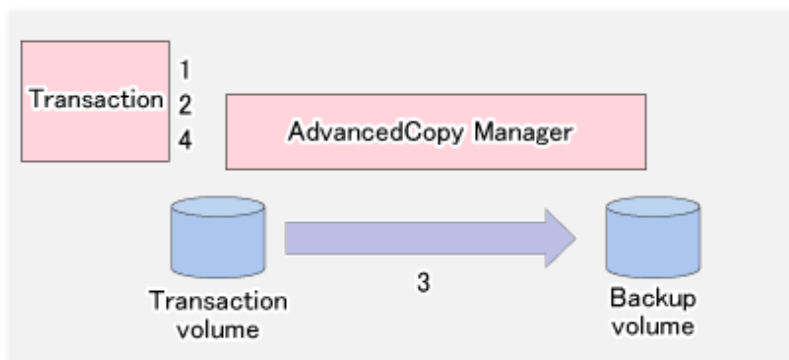 1
Transaction 2
4
AdvancedCopy Manager
3
Transaction
volume
Backup
volume